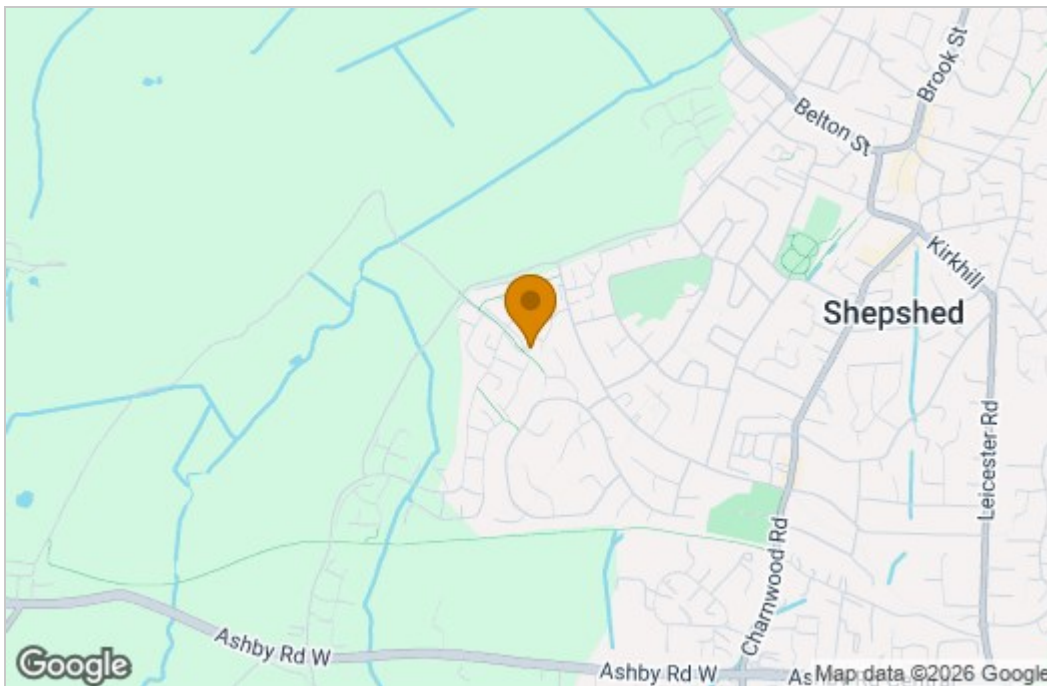 Brook St
Belton St
Kirkhill
Shepshed
Leicester Rd
Charnwood Rd
Ashby Rd W
Ashby Rd W
Google
Map data ©2026 Google